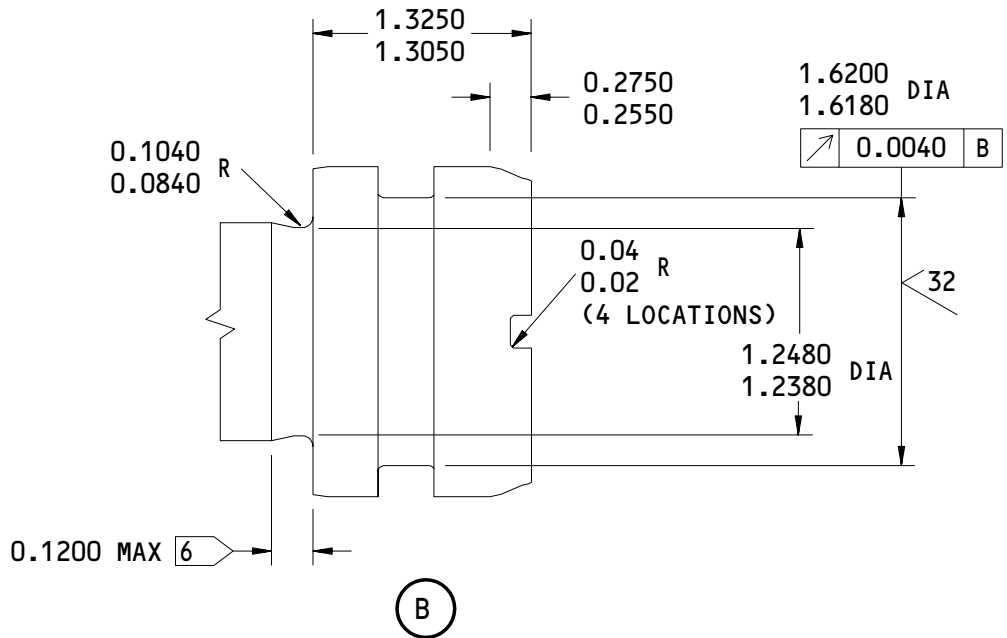 1.3250
1.3050
0.2750
0.2550
1.6200
1.6180 DIA
0.0040 B
0.1040
0.0840 R
0.04
0.02 R
(4 LOCATIONS)
32
1.2480
1.2380 DIA
0.1200 MAX 6
B